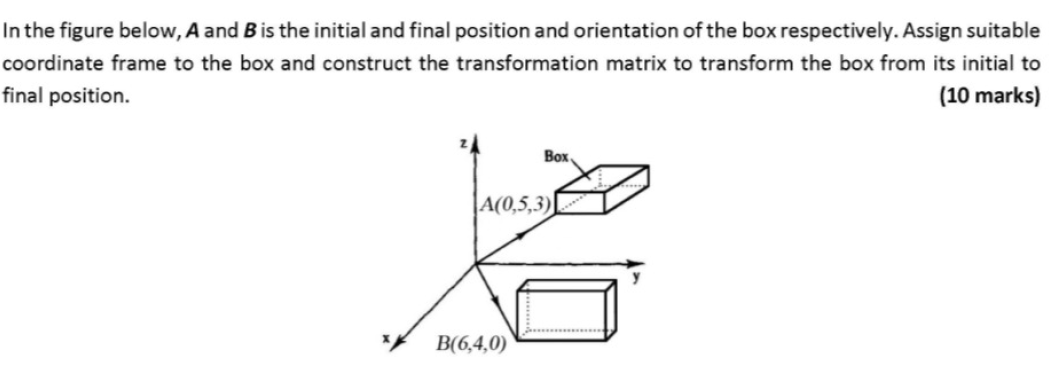 In the figure below, A and B is the initial and final position and orientation of the box respectively. Assign suitable
coordinate frame to the box and construct the transformation matrix to transform the box from its initial to
final position. (10 marks)
z
Box
A(0,5,3)
y
x
B(6,4,0)